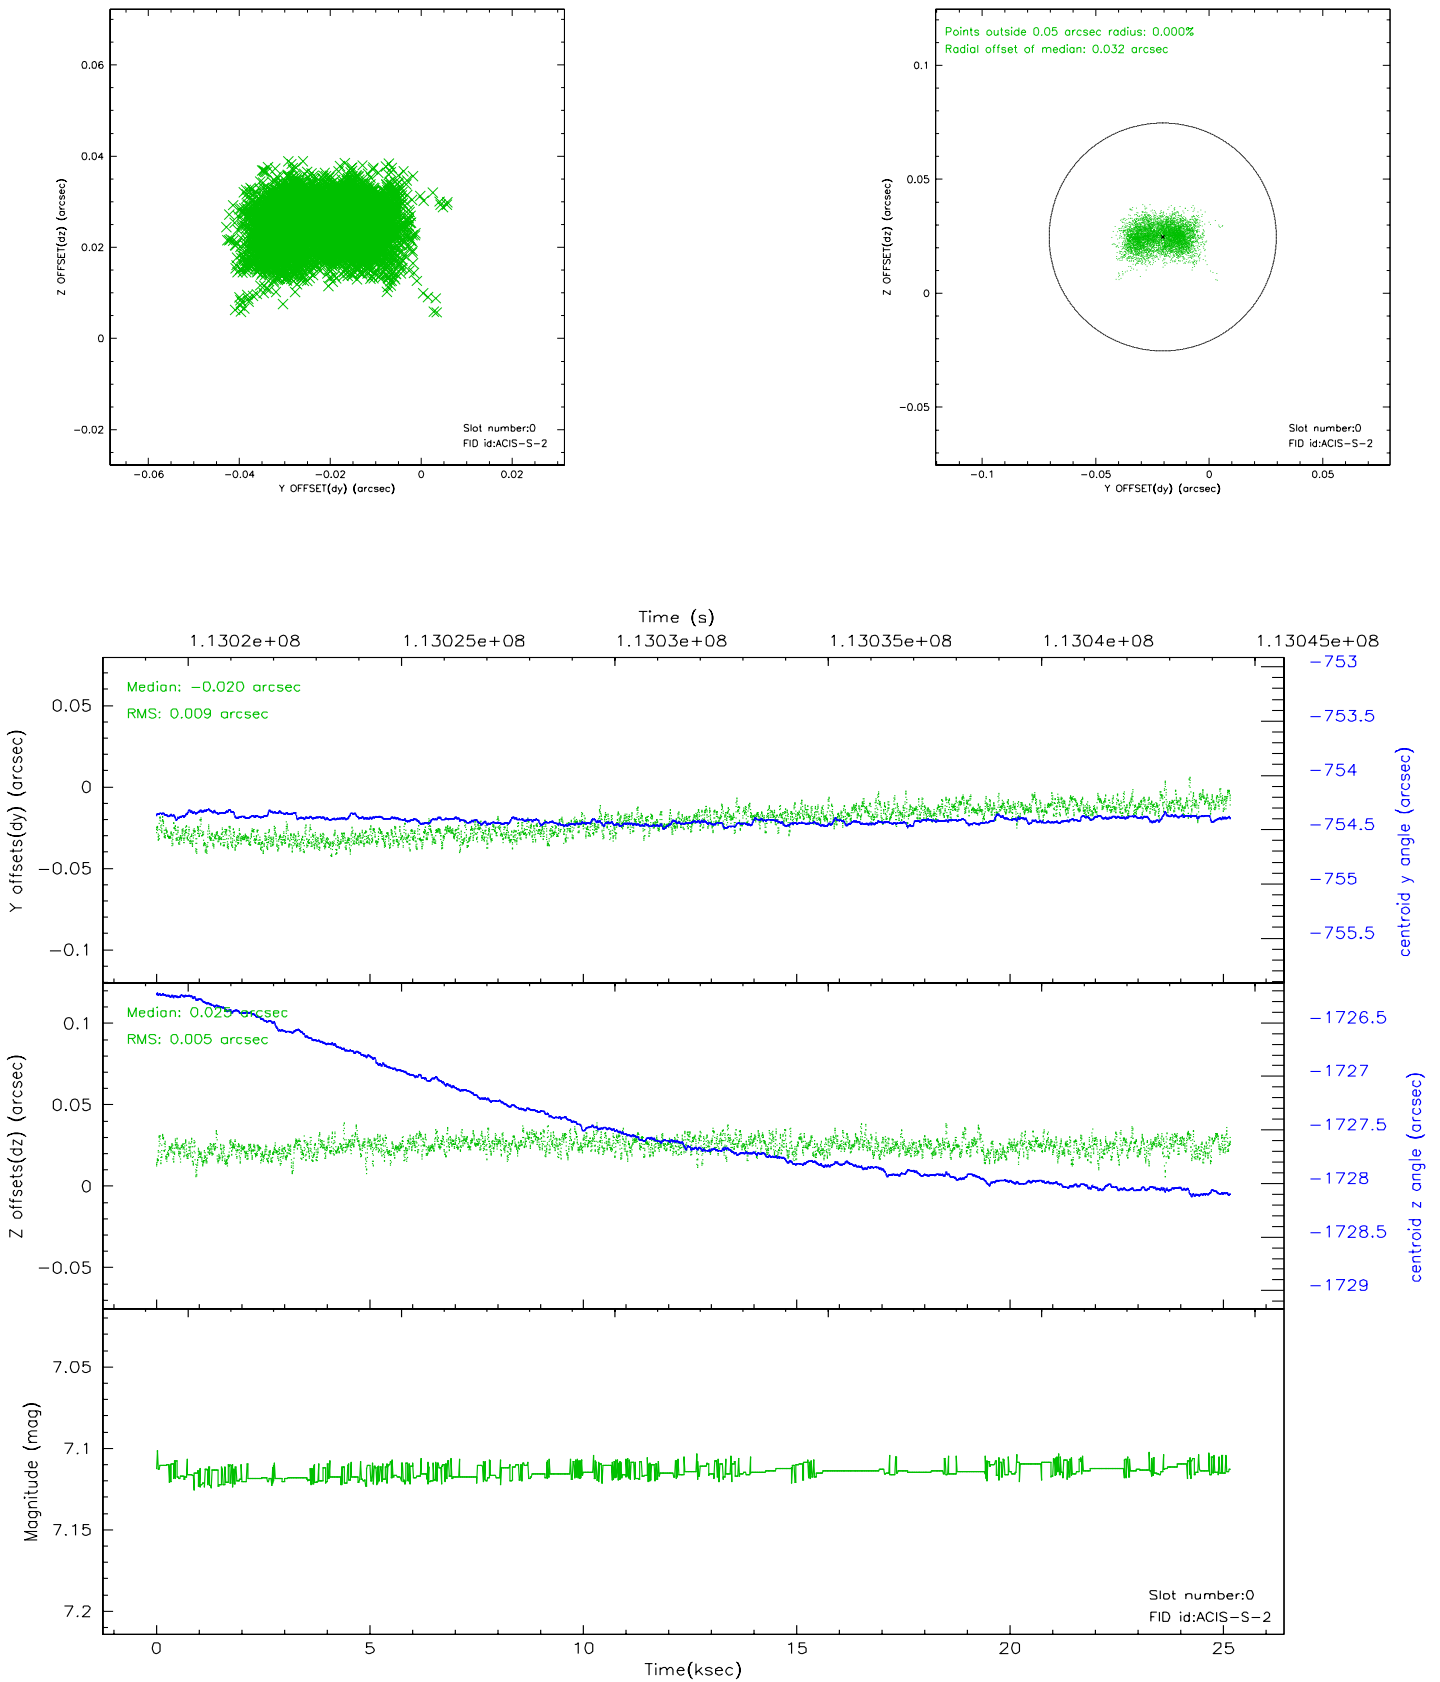 0.06
0.04
0.02
0
−0.02
Z OFFSET(dz) (arcsec)
Slot number:0
FID id:ACIS−S−2
−0.06
−0.04
−0.02
0
0.02
Y OFFSET(dy) (arcsec)
Points outside 0.05 arcsec radius: 0.000%
Radial offset of median: 0.032 arcsec
0.1
0.05
0
−0.05
Z OFFSET(dz) (arcsec)
Slot number:0
FID id:ACIS−S−2
−0.1
−0.05
0
0.05
Y OFFSET(dy) (arcsec)
Time (s)
1.1302e+08
1.13025e+08
1.1303e+08
1.13035e+08
1.1304e+08
1.13045e+08
Median: −0.020 arcsec
RMS: 0.009 arcsec
0.05
0
−0.05
−0.1
Y offsets(dy) (arcsec)
−753
−753.5
−754
−754.5
−755
−755.5
centroid y angle (arcsec)
Median: 0.025 arcsec
RMS: 0.005 arcsec
0.1
0.05
0
−0.05
Z offsets(dz) (arcsec)
−1726.5
−1727
−1727.5
−1728
−1728.5
−1729
centroid z angle (arcsec)
7.05
7.1
7.15
7.2
Magnitude (mag)
Slot number:0
FID id:ACIS−S−2
0
5
10
15
20
25
Time(ksec)